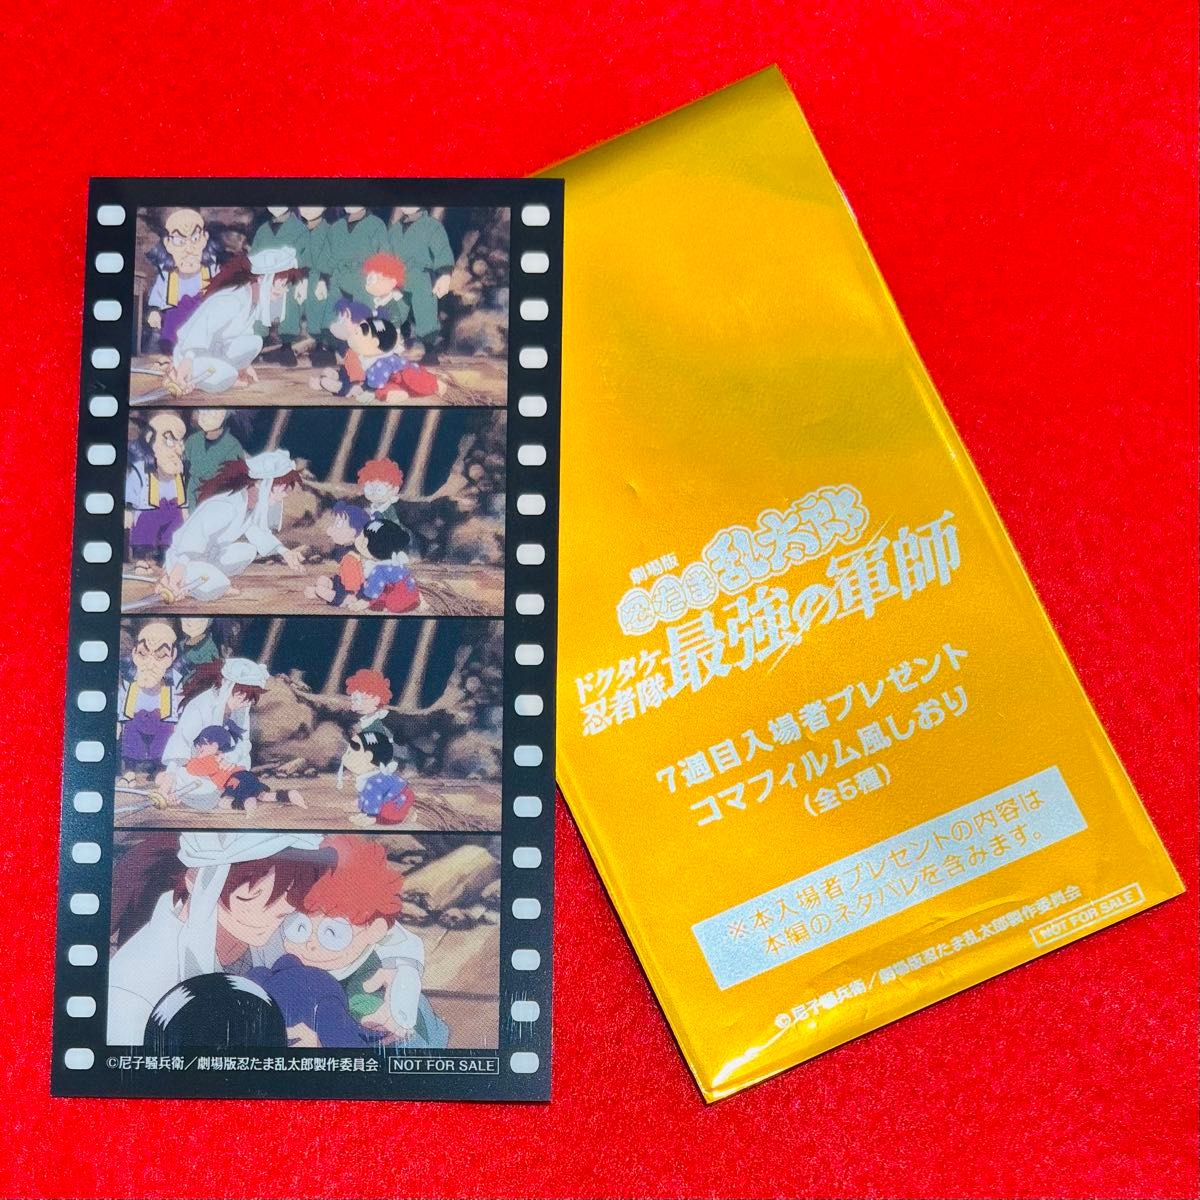 ©尼子騒兵衛／劇場版忍たま乱太郎製作委員会 NOT FOR SALE
劇場版
忍たま乱太郎
ドクタケ
忍者隊
最強の軍師
7週目入場者プレゼント
コマフィルム風しおり
(全5種)
※本入場者プレゼントの内容は
本編のネタバレを含みます。
©尼子騒兵衛／劇場版忍たま乱太郎製作委員会
NOT FOR SALE